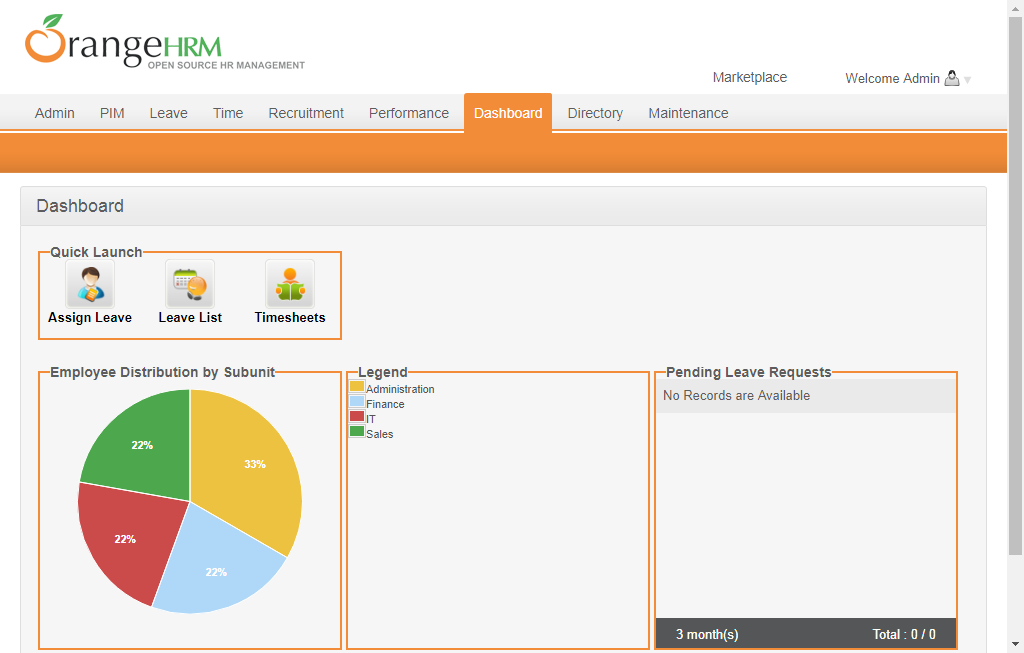 OrangeHRM
OPEN SOURCE HR MANAGEMENT
Marketplace Welcome Admin
Admin PIM Leave Time Recruitment Performance Dashboard Directory Maintenance
Dashboard
Quick Launch
Assign Leave Leave List Timesheets
Employee Distribution by Subunit
33%
22%
22%
22%
Legend
Administration
Finance
IT
Sales
Pending Leave Requests
No Records are Available
3 month(s) Total : 0 / 0